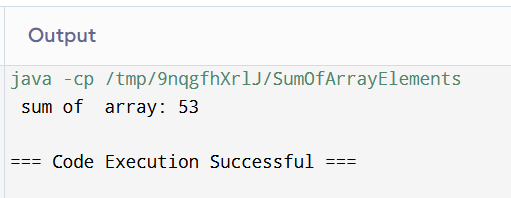 Output
java -cp /tmp/9nqgfhXrlJ/SumOfArrayElements
sum of  array: 53
=== Code Execution Successful ===